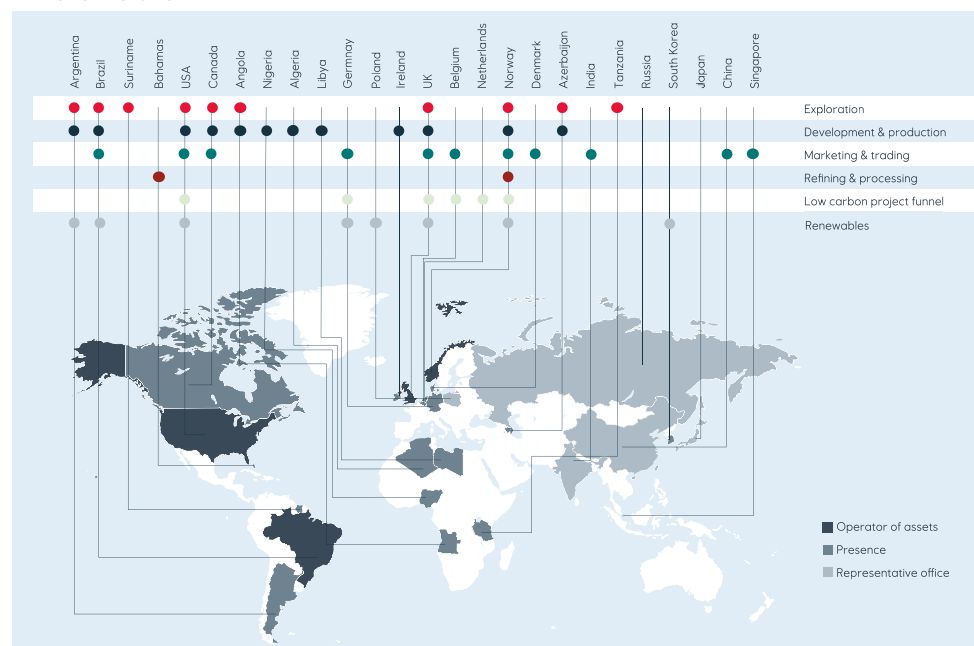 Argentina
Brazil
Suriname
Bahamas
USA
Canada
Angola
Nigeria
Algeria
Libya
Germnay
Poland
Ireland
UK
Belgium
Netherlands
Norway
Denmark
Azerbaijan
India
Tanzania
Russia
South Korea
Japan
China
Singapore
Exploration
Development & production
Marketing & trading
Refining & processing
Low carbon project funnel
Renewables
Operator of assets
Presence
Representative office